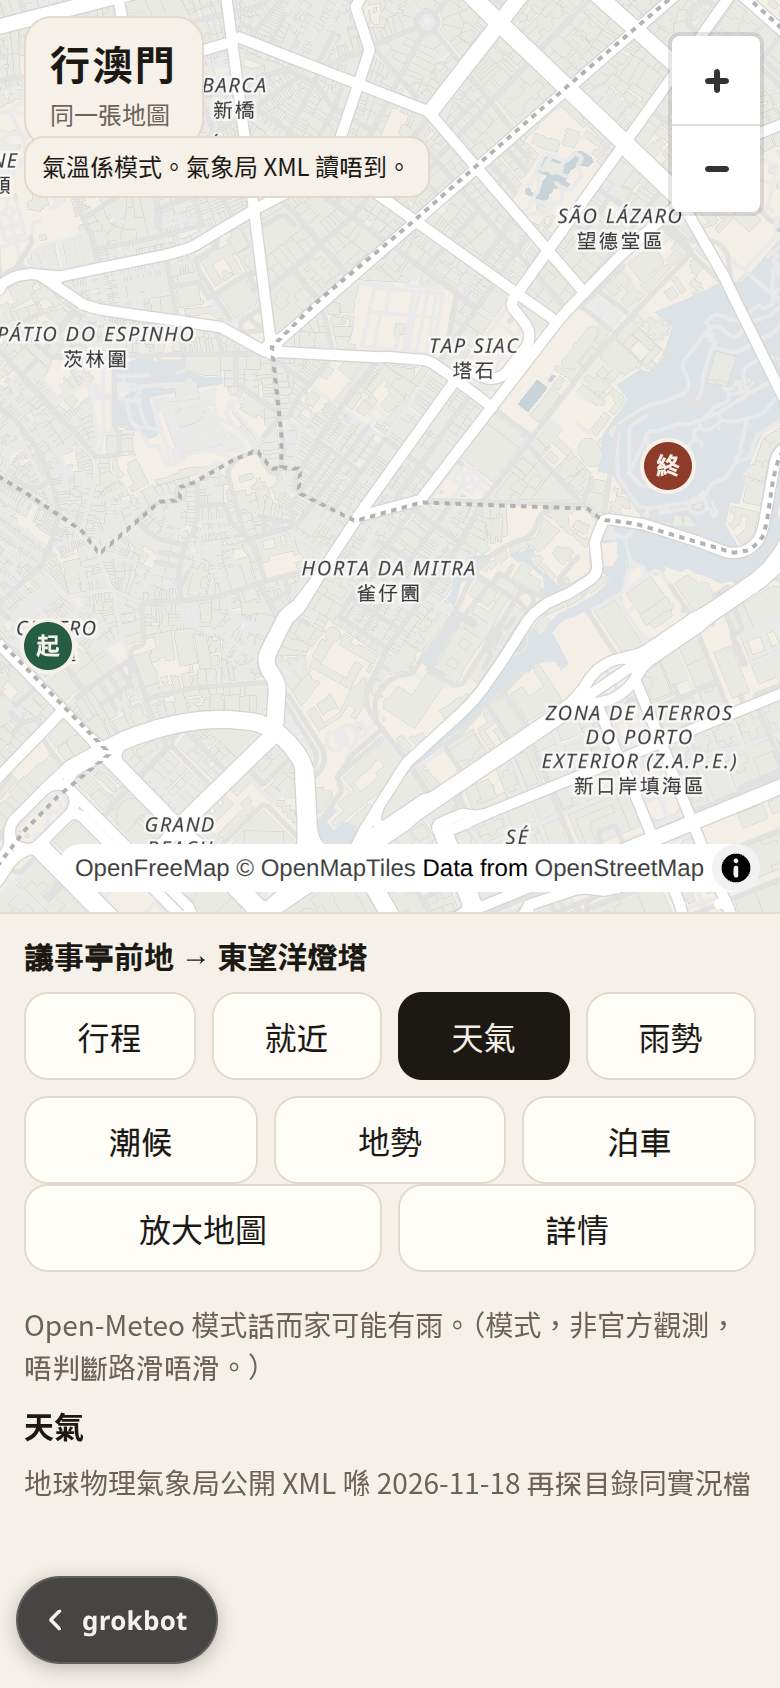 行澳門
同一張地圖
BARCA
新橋
NE
氣溫係模式。氣象局 XML 讀唔到。
+
−
SÃO LÁZARO
望德堂區
PÁTIO DO ESPINHO
茨林圍
TAP SIAC
塔石
終
HORTA DA MITRA
雀仔園
起
ZONA DE ATERROS
DO PORTO
EXTERIOR (Z.A.P.E.)
新口岸填海區
GRAND
SÉ
OpenFreeMap © OpenMapTiles Data from OpenStreetMap
議事亭前地 → 東望洋燈塔
行程 就近 天氣 雨勢
潮候 地勢 泊車
放大地圖 詳情
Open-Meteo 模式話而家可能有雨。（模式，非官方觀測，
唔判斷路滑唔滑。）
天氣
地球物理氣象局公開 XML 喺 2026-11-18 再探目錄同實況檔
grokbot